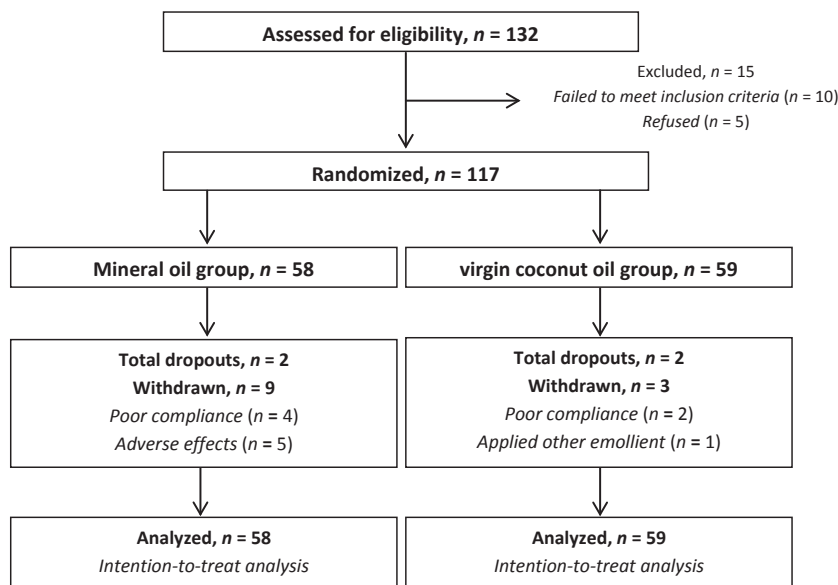 Assessed for eligibility, n = 132
Excluded, n = 15
Failed to meet inclusion criteria (n = 10)
Refused (n = 5)
Randomized, n = 117
Mineral oil group, n = 58
virgin coconut oil group, n = 59
Total dropouts, n = 2
Withdrawn, n = 9
Poor compliance (n = 4)
Adverse effects (n = 5)
Total dropouts, n = 2
Withdrawn, n = 3
Poor compliance (n = 2)
Applied other emollient (n = 1)
Analyzed, n = 58
Intention-to-treat analysis
Analyzed, n = 59
Intention-to-treat analysis